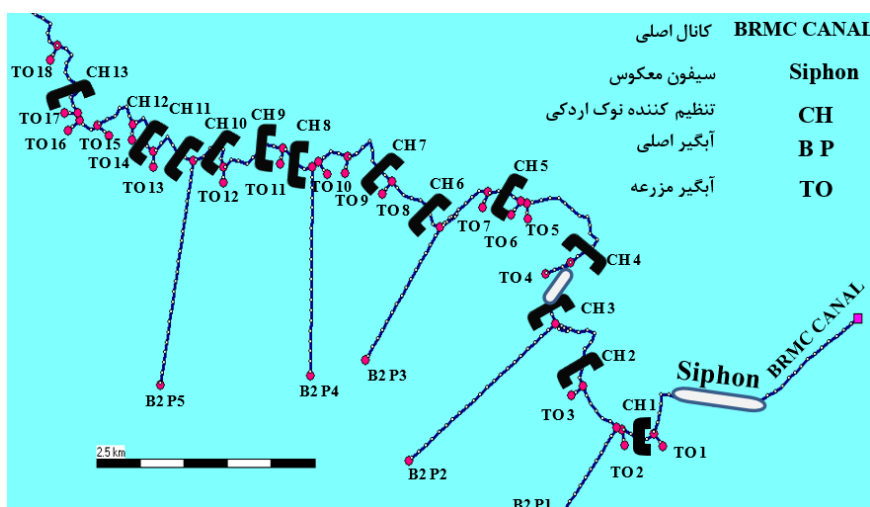 کانال اصلی BRMC CANAL
سیفون معکوس Siphon
تنظیم کننده نوک اردکی CH
آبگیر اصلی B P
آبگیر مزرعه TO
TO 18
CH 13
TO 17
TO 16
TO 15
CH 12
TO 14
CH 11
TO 13
CH 10
TO 12
CH 9
TO 11
CH 8
TO 10
TO 9
CH 7
TO 8
CH 6
TO 7
CH 5
TO 6
TO 5
CH 4
TO 4
CH 3
CH 2
TO 3
CH 1
TO 2
TO 1
Siphon
BRMC CANAL
B2 P5
B2 P4
B2 P3
B2 P2
B2 P1
2.5 km